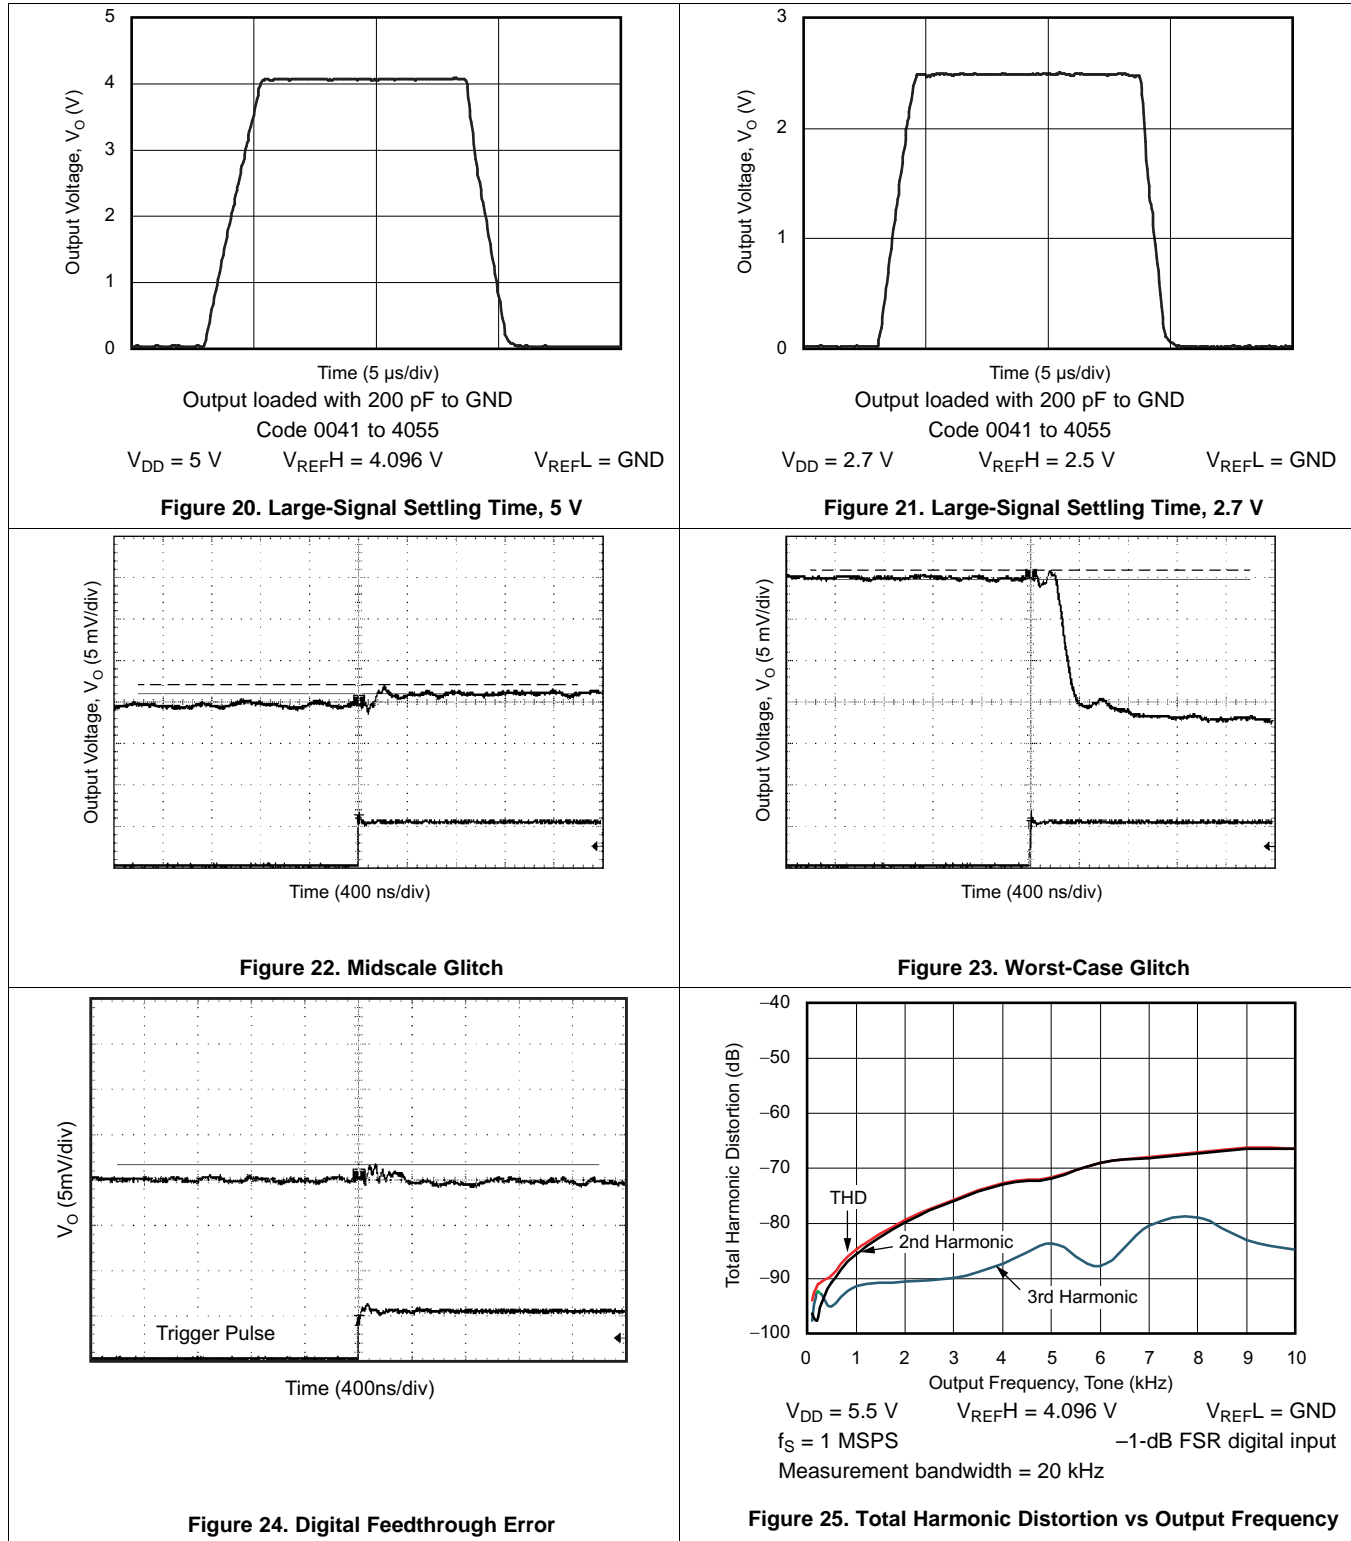 5
4
3
2
1
0
Output Voltage, VO (V)
Time (5 µs/div)
Output loaded with 200 pF to GND
Code 0041 to 4055
VDD = 5 V VREFH = 4.096 V VREFL = GND
Figure 20. Large-Signal Settling Time, 5 V
3
2
1
0
Output Voltage, VO (V)
Time (5 µs/div)
Output loaded with 200 pF to GND
Code 0041 to 4055
VDD = 2.7 V VREFH = 2.5 V VREFL = GND
Figure 21. Large-Signal Settling Time, 2.7 V
Output Voltage, VO (5 mV/div)
Time (400 ns/div)
Figure 22. Midscale Glitch
Output Voltage, VO (5 mV/div)
Time (400 ns/div)
Figure 23. Worst-Case Glitch
VO (5mV/div)
Trigger Pulse
Time (400ns/div)
Figure 24. Digital Feedthrough Error
–40
–50
–60
–70
–80
–90
–100
Total Harmonic Distortion (dB)
THD
2nd Harmonic
3rd Harmonic
0 1 2 3 4 5 6 7 8 9 10
Output Frequency, Tone (kHz)
VDD = 5.5 V VREFH = 4.096 V VREFL = GND
fS = 1 MSPS –1-dB FSR digital input
Measurement bandwidth = 20 kHz
Figure 25. Total Harmonic Distortion vs Output Frequency